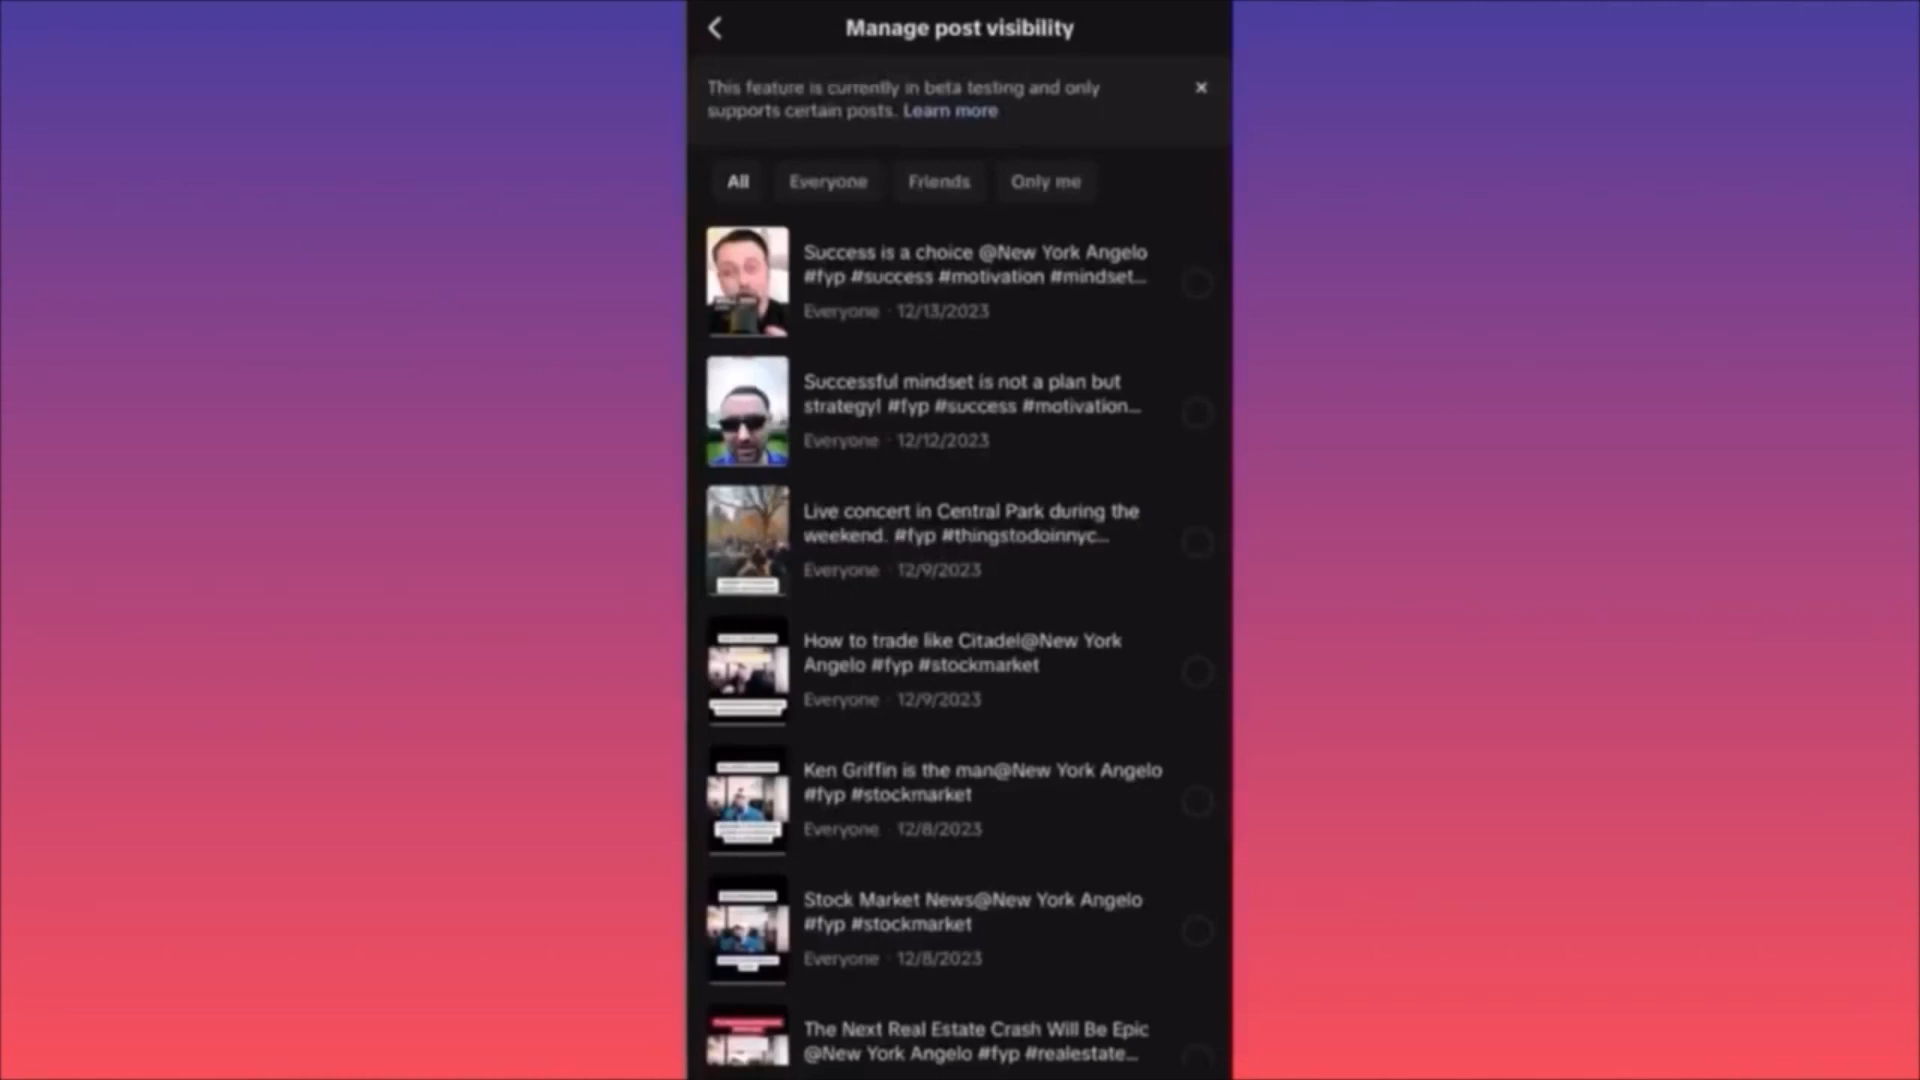 Manage post visibility
This feature is currently in beta testing and only
supports certain posts. Learn more
All
Everyone
Friends
Only me
Success is a choice @New York Angelo
#fyp #success #motivation #mindset...
Everyone · 12/13/2023
Successful mindset is not a plan but
strategy! #fyp #success #motivation...
Everyone · 12/12/2023
Live concert in Central Park during the
weekend. #fyp #thingstodoinnyc...
Everyone · 12/9/2023
How to trade like Citadel@New York
Angelo #fyp #stockmarket
Everyone · 12/9/2023
Ken Griffin is the man@New York Angelo
#fyp #stockmarket
Everyone · 12/8/2023
Stock Market News@New York Angelo
#fyp #stockmarket
Everyone · 12/8/2023
The Next Real Estate Crash Will Be Epic
@New York Angelo #fyp #realestate...